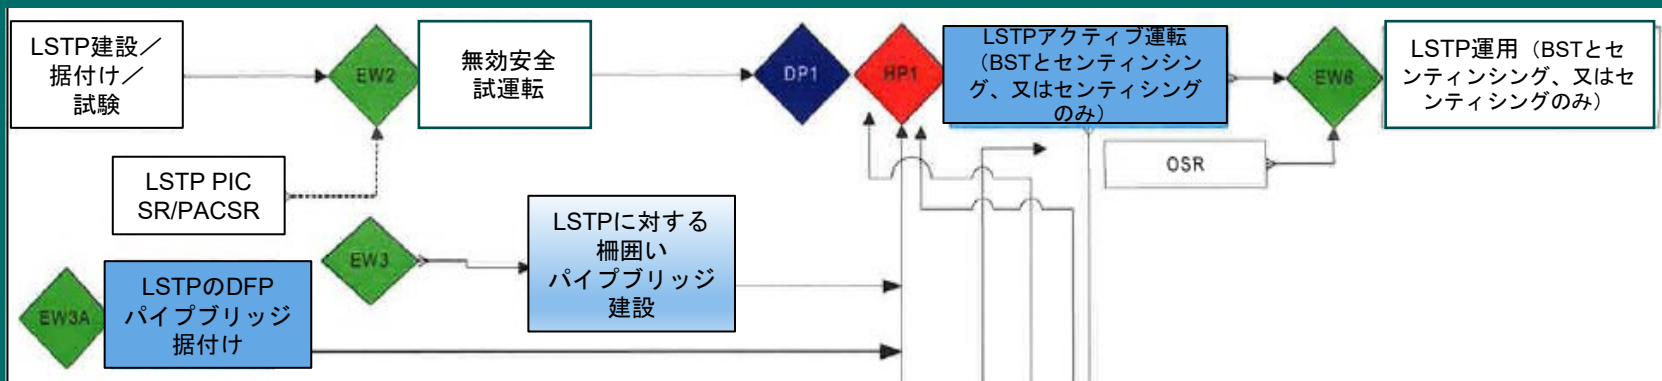 LSTP建設／
据付け／
試験
EW2
無効安全
試運転
DP1
HP1
LSTPアクティブ運転
（BSTとセンティンシン
グ、又はセンティシング
のみ）
EW6
LSTP運用（BSTとセ
ンティンシング、又はセ
ンティシングのみ）
OSR
LSTP PIC
SR/PACSR
EW3
LSTPに対する
柵囲い
パイプブリッジ
建設
EW3A
LSTPのDFP
パイプブリッジ
据付け